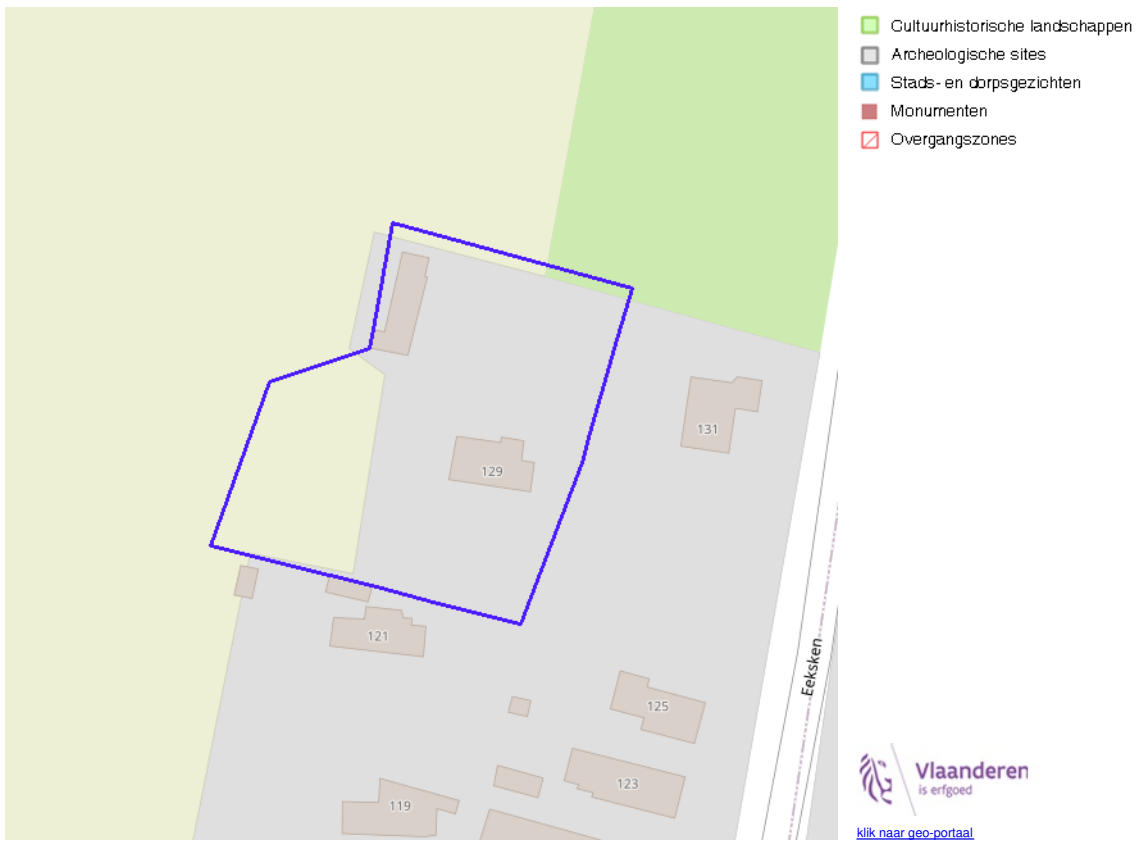 Cultuurhistorische landschappen
Archeologische sites
Stads- en dorpsgezichten
Monumenten
Overgangszones
131
129
121
125
123
119
Eeksken
Vlaanderen
is erfgoed
klik naar geo-portaal